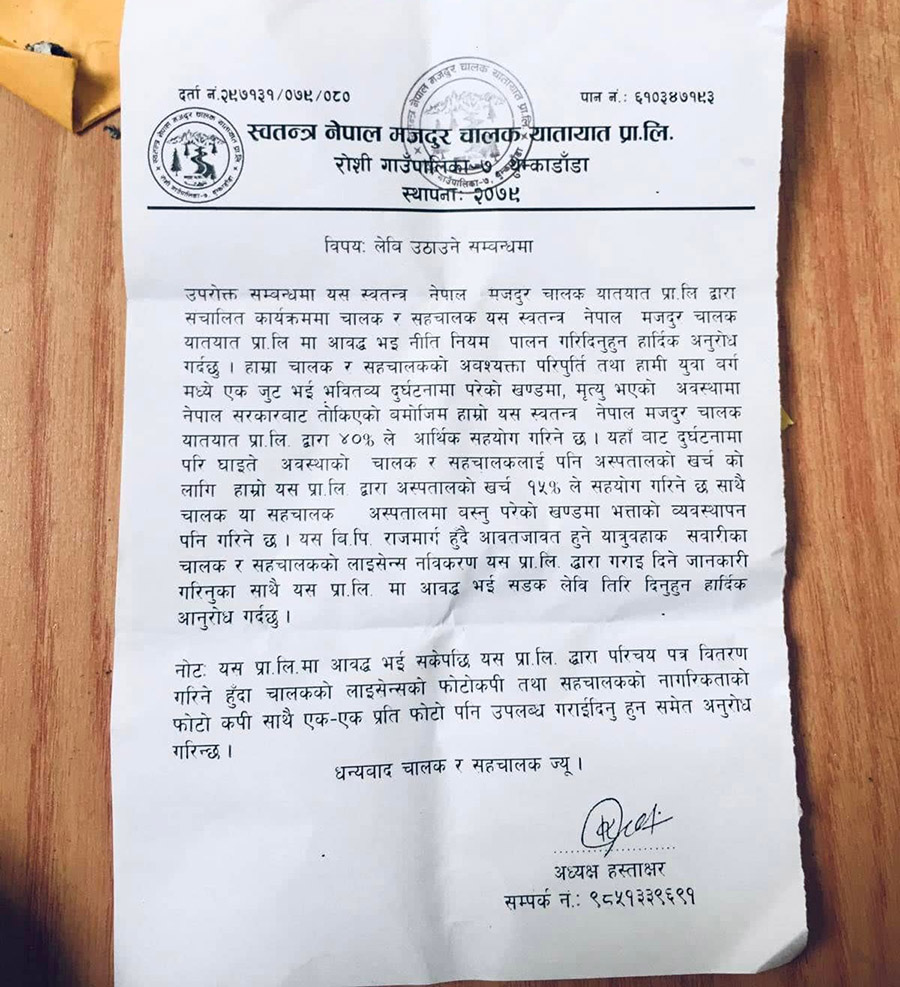 दर्ता नं.२९७१३१/०७९/०८० पान नं.: ६१०३४७१९३
स्वतन्त्र नेपाल मजदुर चालक यातायात प्रा.लि.
रोशी गाउँपालिका-७ ढुम्काडाँडा
स्थापनाः २०७९
विषय: लेवि उठाउने सम्वन्धमा
उपरोक्त सम्वन्धमा यस स्वतन्त्र नेपाल मजदुर चालक यातयात प्रा.लि द्वारा
सचालित कार्यक्रममा चालक र सहचालक यस स्वतन्त्र नेपाल मजदुर चालक
यातयात प्रा.लि मा आवद्ध भइ नीति नियम पालन गरिदिनुहुन हार्दिक अनुरोध
गर्दछु । हाम्रा चालक र सहचालकको अवश्यक्ता परिपुर्ति तथा हामी युवा वर्ग
मध्ये एक जुट भई भवितव्य दुर्घटनामा परेको खण्डमा, मृत्यु भएको अवस्थामा
नेपाल सरकारबाट तोकिएको वमोजिम हाम्रो यस स्वतन्त्र नेपाल मजदुर चालक
यातयात प्रा.लि. द्वारा ४०% ले आर्थिक सहयोग गरिने छ । यहाँ बाट दुर्घटनामा
परि घाइते अवस्थाको चालक र सहचालकलाई पनि अस्पतालको खर्च को
लागि हाम्रो यस प्रा.लि. द्वारा अस्पतालको खर्च १५% ले सहयोग गरिने छ साथै
चालक या सहचालक अस्पतालमा वस्नु परेको खण्डमा भत्ताको व्यवस्थापन
पनि गरिने छ । यस वि.पि. राजमार्ग हुँदै आवतजावत हुने यात्रुवहाक सवारीका
चालक र सहचालकको लाइसेन्स नविकरण यस प्रा.लि. द्धारा गराइ दिने जानकारी
गरिनुका साथै यस प्रा.लि. मा आवद्ध भई सडक लेवि तिरि दिनुहुन हार्दिक
आनुरोध गर्दछु ।
नोट: यस प्रा.लि.मा आवद्ध भई सकेपछि यस प्रा.लि. द्वारा परिचय पत्र वितरण
गरिने हुँदा चालकको लाइसेन्सको फोटोकपी तथा सहचालकको नागरिकताको
फोटो कपी साथै एक-एक प्रति फोटो पनि उपलब्ध गराईदिनु हुन समेत अनुरोध
गरिन्छ ।
धन्यवाद चालक र सहचालक ज्यू ।
अध्यक्ष हस्ताक्षर
सम्पर्क नं.: ९८५१३३९६९१